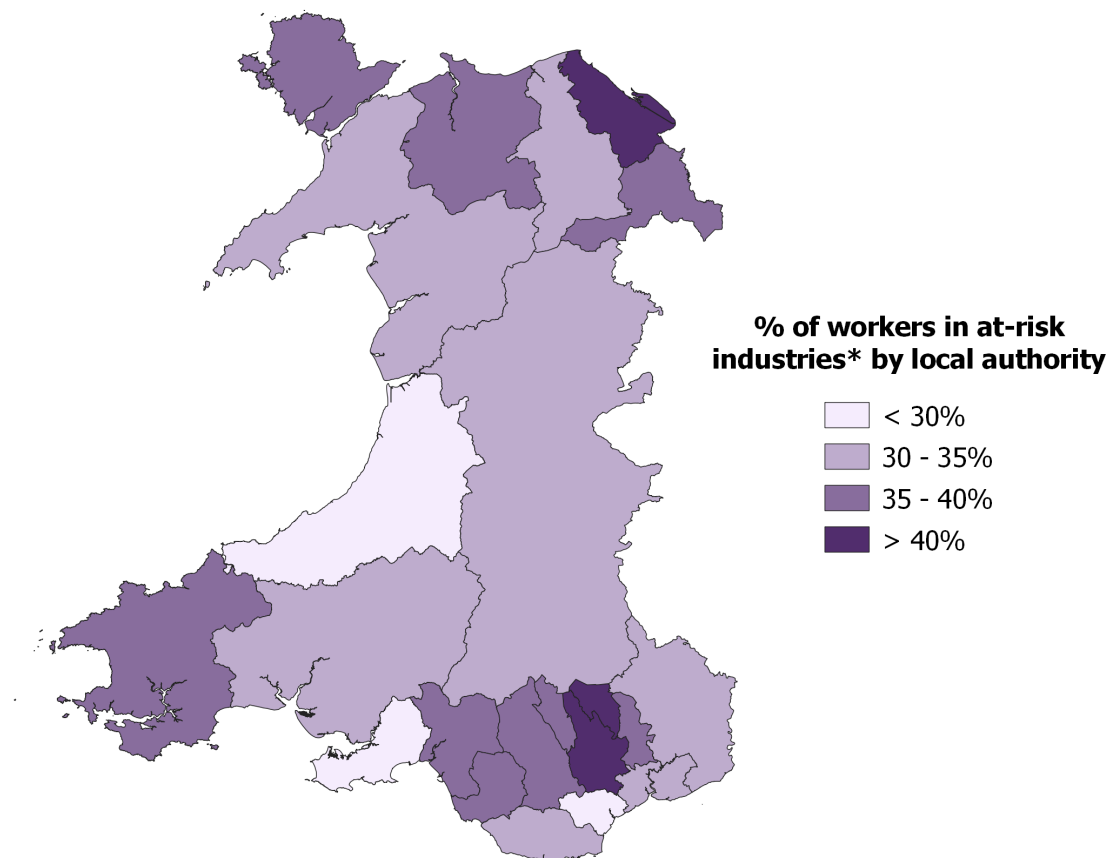 % of workers in at-risk
industries* by local authority
< 30%
30 - 35%
35 - 40%
> 40%